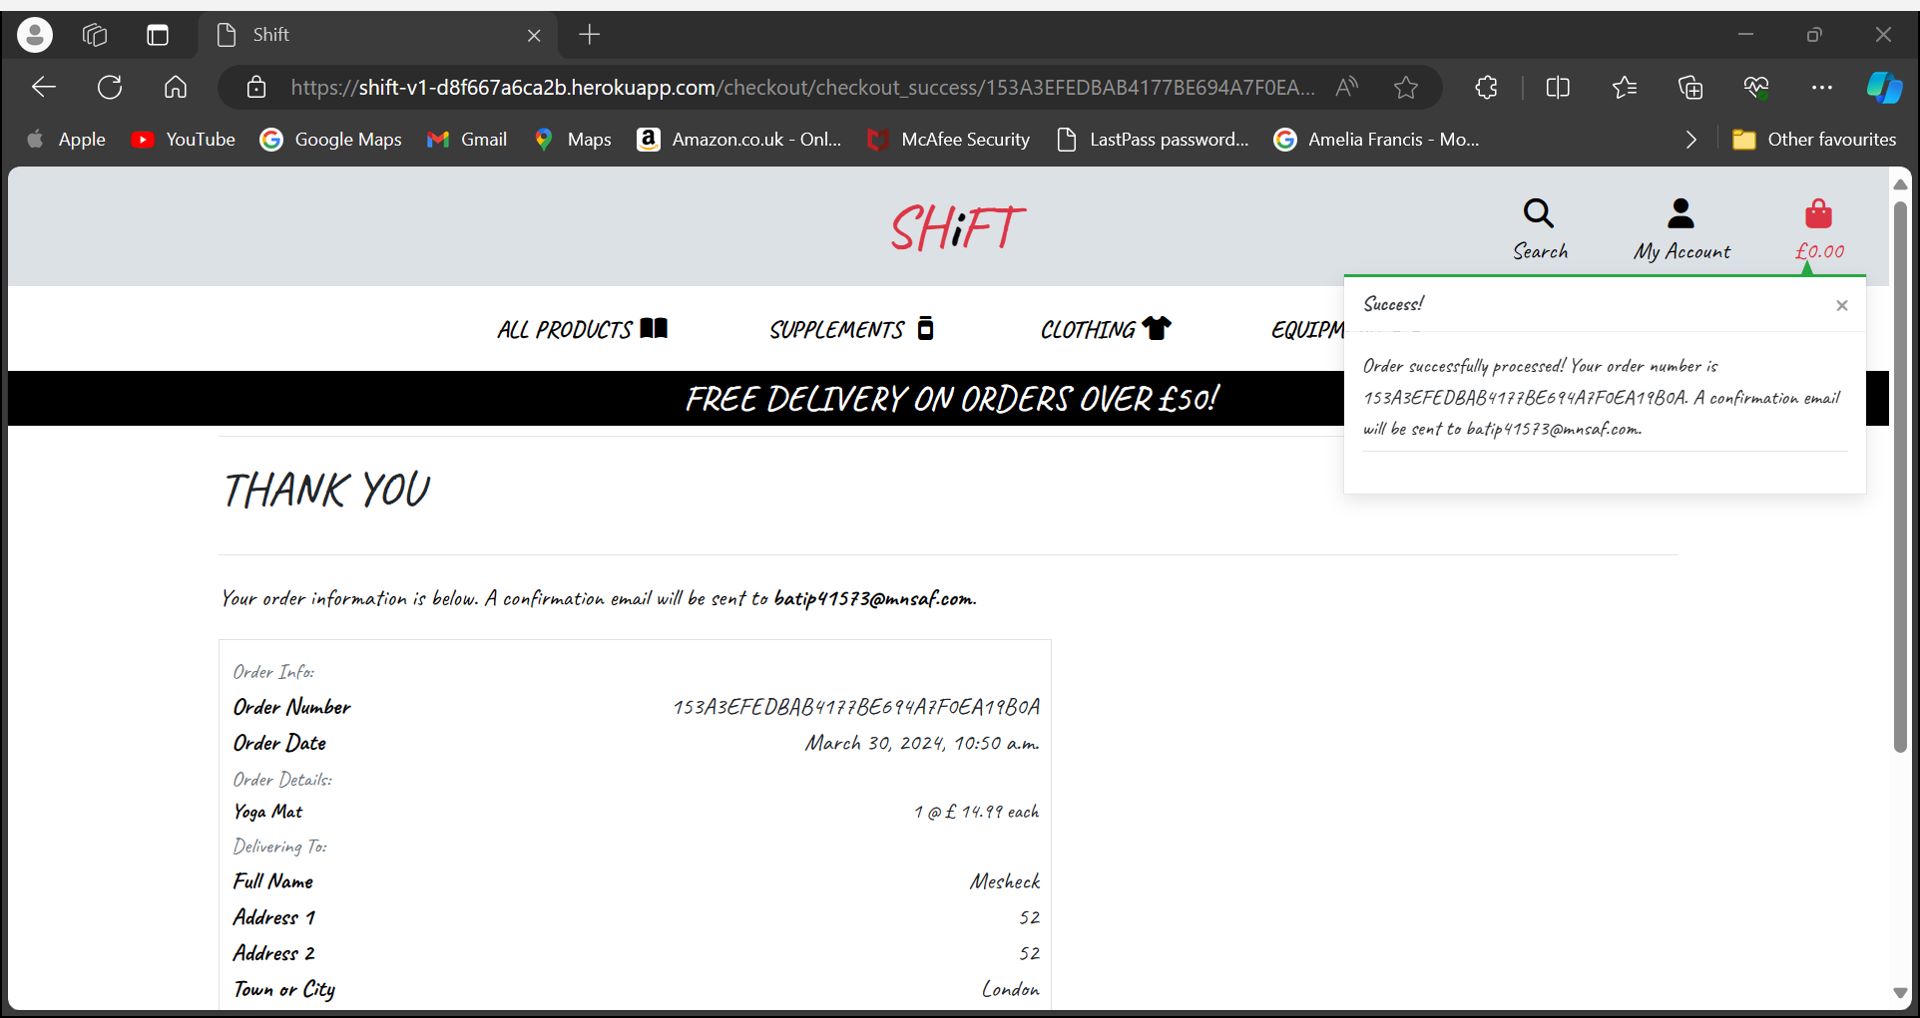 Shift
https://shift-v1-d8f667a6ca2b.herokuapp.com/checkout/checkout_success/153A3EFEDBAB4177BE694A7F0EA...
Apple YouTube Google Maps Gmail Maps Amazon.co.uk - Onl... McAfee Security LastPass password... Amelia Francis - Mo... Other favourites
SHiFT
Search My Account £0.00
ALL PRODUCTS SUPPLEMENTS CLOTHING EQUIPM
Success!
Order successfully processed! Your order number is
153A3EFEDBAB4177BE694A7F0EA19B0A. A confirmation email
will be sent to batip41573@mnsaf.com.
FREE DELIVERY ON ORDERS OVER £50!
THANK YOU
Your order information is below. A confirmation email will be sent to batip41573@mnsaf.com.
Order Info:
Order Number 153A3EFEDBAB4177BE694A7F0EA19B0A
Order Date March 30, 2024, 10:50 a.m.
Order Details:
Yoga Mat 1 @ £ 14.99 each
Delivering To:
Full Name Mesheck
Address 1 52
Address 2 52
Town or City London